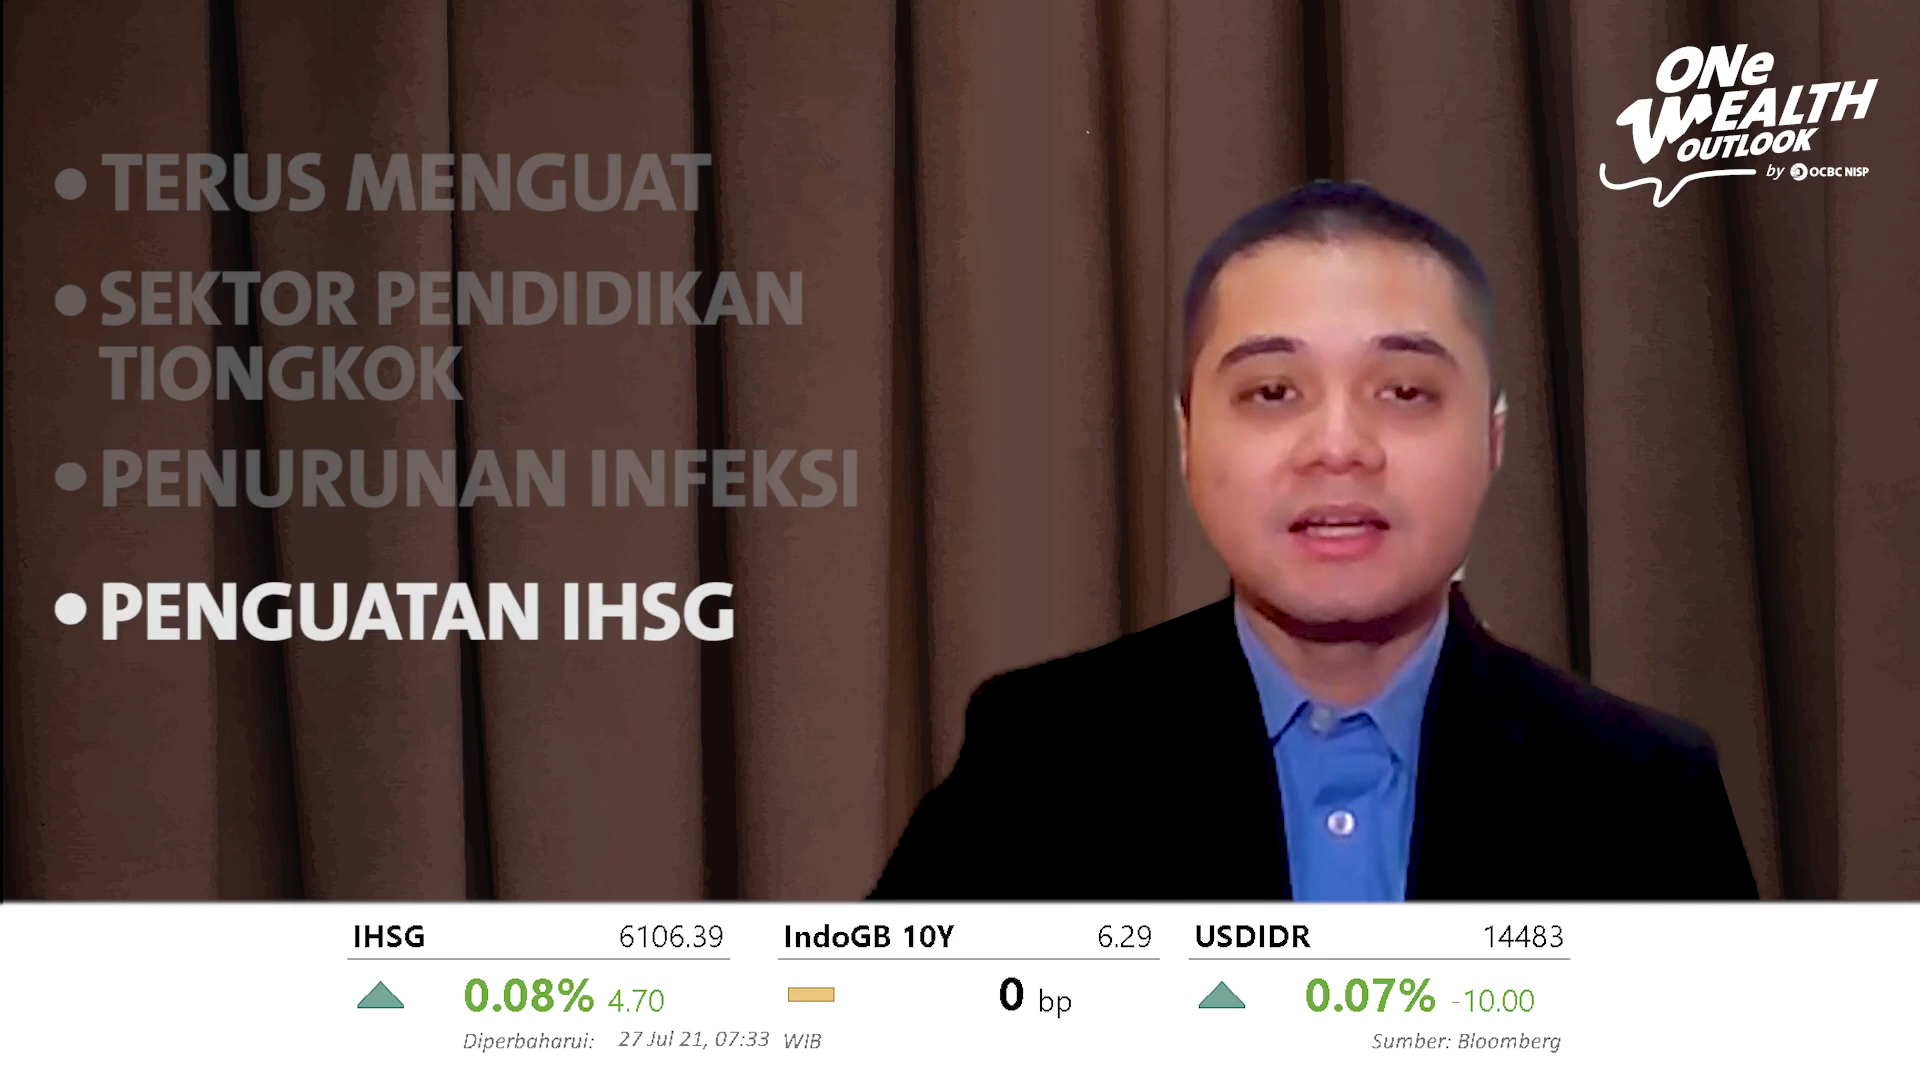 ONe
WEALTH
OUTLOOK
by OCBC NISP
• TERUS MENGUAT
• SEKTOR PENDIDIKAN
TIONGKOK
• PENURUNAN INFEKSI
• PENGUATAN IHSG
IHSG 6106.39
0.08% 4.70
IndoGB 10Y 6.29
0 bp
USDIDR 14483
0.07% -10.00
Diperbaharui: 27 Jul 21, 07:33 WIB
Sumber: Bloomberg